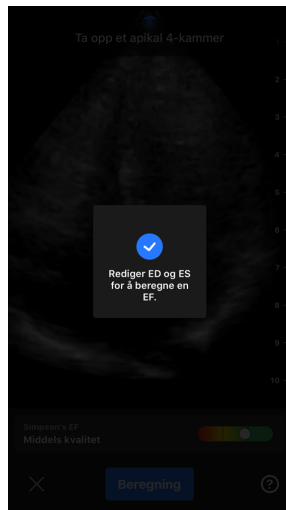 Ta opp et apikal 4-kammer
1
2
3
4
5
6
7
8
9
10
Rediger ED og ES
for å beregne en
EF.
Simpson's EF
Middels kvalitet
Beregning
?